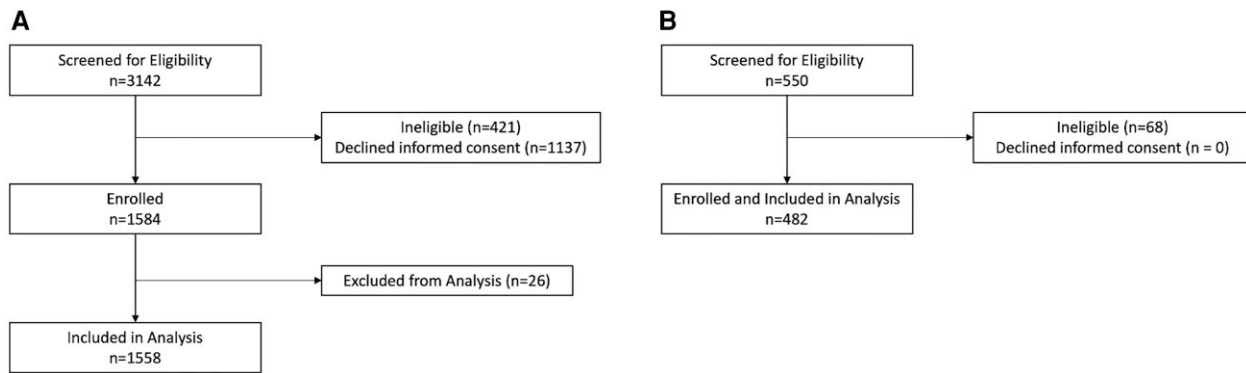 A
Screened for Eligibility
n=3142
Ineligible (n=421)
Declined informed consent (n=1137)
Enrolled
n=1584
Excluded from Analysis (n=26)
Included in Analysis
n=1558
B
Screened for Eligibility
n=550
Ineligible (n=68)
Declined informed consent (n = 0)
Enrolled and Included in Analysis
n=482